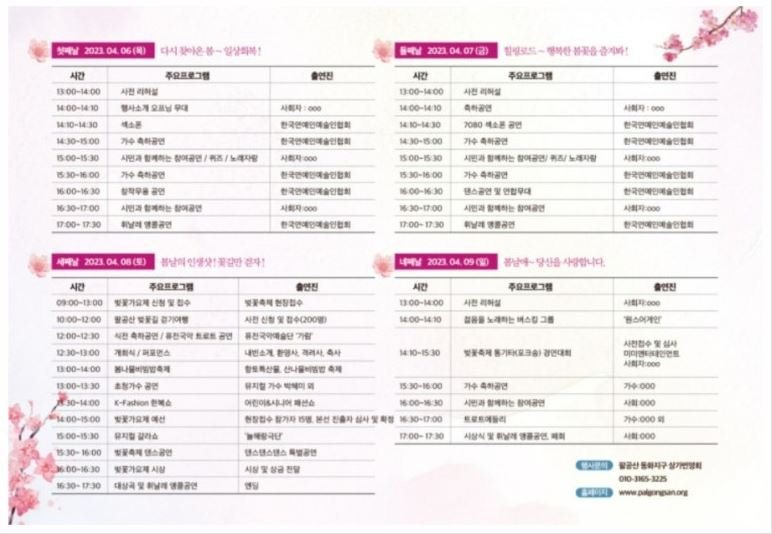 첫째날 2023. 04. 06 (목) 다시 찾아온 봄~ 일상회복!
시간 주요프로그램 출연진
13:00~14:00 사전 리허설
14:00~14:10 행사소개 오프닝 무대 사회자 : ooo
14:10~14:30 색소폰 한국연예인예술인협회
14:30~15:00 가수 축하공연 한국연예인예술인협회
15:00~15:30 시민과 함께하는 참여공연 / 퀴즈 / 노래자랑 사회자:ooo
15:30~16:00 가수 축하공연 한국연예인예술인협회
16:00~16:30 창작무용 공연 한국연예인예술인협회
16:30~17:00 시민과 함께하는 참여공연 사회자:ooo
17:00~ 17:30 휘날레 앵콜공연 한국연예인예술인협회
둘째날 2023. 04. 07 (금) 힐링로드~ 행복한 봄꽃을 즐겨봐!
시간 주요프로그램 출연진
13:00~14:00 사전 리허설
14:00~14:10 축하공연 사회자 : ooo
14:10~14:30 7080 색소폰 공연 한국연예인예술인협회
14:30~15:00 가수 축하공연 한국연예인예술인협회
15:00~15:30 시민과 함께하는 참여공연/ 퀴즈/ 노래자랑 사회자:ooo
15:30~16:00 가수 축하공연 한국연예인예술인협회
16:00~16:30 댄스공연 및 연합무대 한국연예인예술인협회
16:30~17:00 시민과 함께하는 참여공연 사회자:ooo
17:00~ 17:30 휘날레 앵콜공연 한국연예인예술인협회
세째날 2023. 04. 08 (토) 봄날의 인생샷! 꽃길만 걷자!
시간 주요프로그램 출연진
09:00~13:00 벚꽃가요제 신청 및 접수 벚꽃축제 현장접수
10:00~12:00 팔공산 벚꽃길 걷기여행 사전 신청 및 접수(200명)
12:00~12:30 식전 축하공연 / 퓨전국악 트로트 공연 퓨전국악예술단 '가람'
12:30~13:00 개회식 / 퍼포먼스 내빈소개, 환영사, 격려사, 축사
13:00~14:00 봄나물비빔밥축제 향토특산물, 산나물비빔밥 축제
13:00~13:30 초청가수 공연 뮤지컬 가수 박혜미 외
13:30~14:00 K-Fashion 한복쇼 어린이&시니어 패션쇼
14:00~15:00 벚꽃가요제 예선 현장접수 참가자 15명, 본선 진출자 심사 및 확정
15:00~15:30 뮤지컬 갈라쇼 '늘해랑극단'
15:30~ 16:00 벚꽃축제 댄스공연 댄스댄스댄스 특별공연
16:00~16:30 벚꽃가요제 시상 시상 및 상금 전달
16:30~ 17:30 대상곡 및 휘날레 앵콜공연 엔딩
네째날 2023. 04. 09 (일) 봄날에~ 당신을 사랑합니다.
시간 주요프로그램 출연진
13:00~14:00 사전 리허설 사회자:ooo
14:00~14:10 젊음을 노래하는 버스킹 그룹 '원스어게인'
14:10~15:30 벚꽃축제 통기타(포크송) 경연대회 사전접수 및 심사
미미엔터테인먼트
사회자:ooo
15:30~16:00 가수 축하공연 가수:000
16:00~16:30 시민과 함께하는 참여공연 사회:000
16:30~17:00 트로트메들리 가수:000 외
17:00~ 17:30 시상식 및 휘날레 앵콜공연, 폐회 사회:000
행사문의 팔공산 동화지구 상가번영회
010-3165-3225
홈페이지 www.palgongsan.org